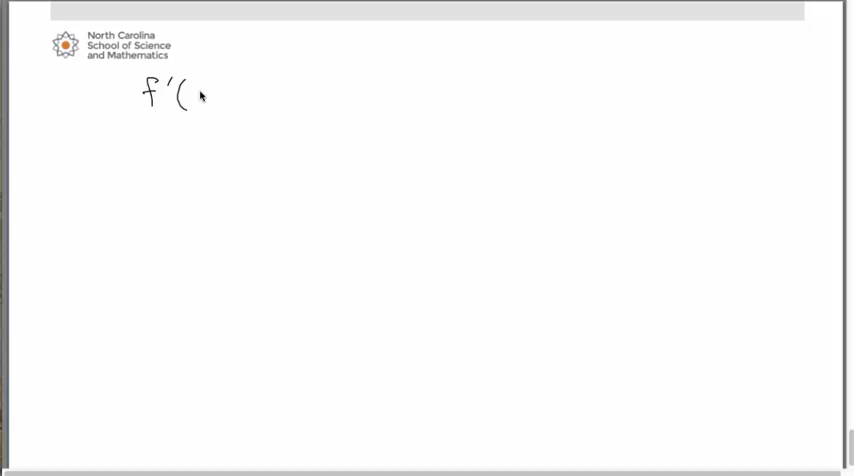 North Carolina
School of Science
and Mathematics
f'(